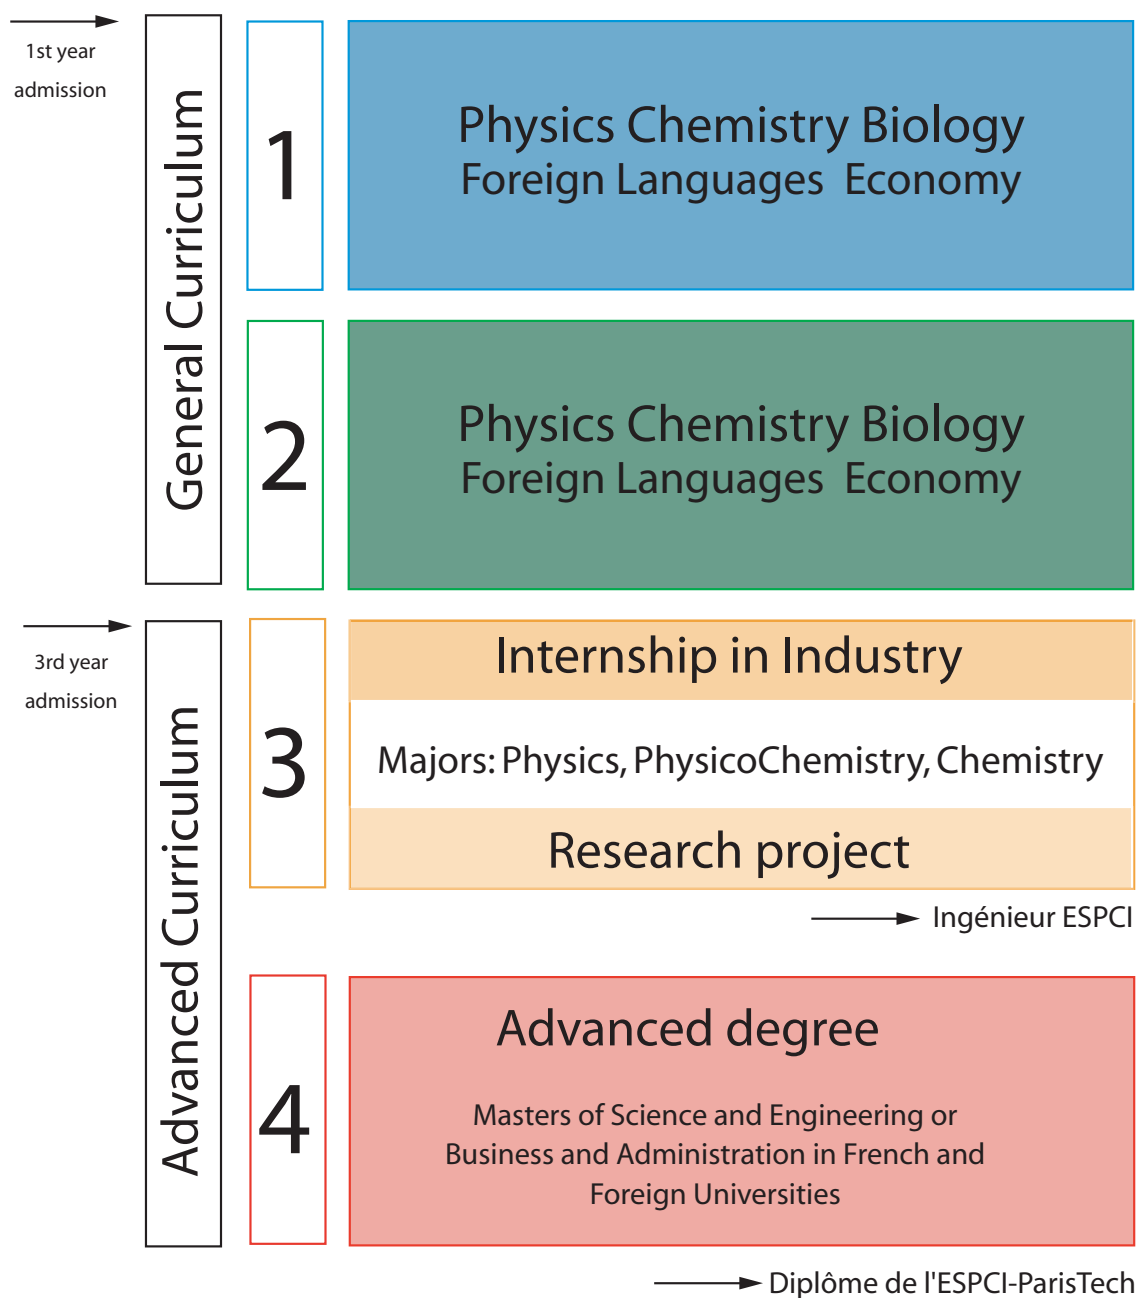 1st year
admission
General Curriculum
1
Physics Chemistry Biology
Foreign Languages Economy
2
Physics Chemistry Biology
Foreign Languages Economy
3rd year
admission
Advanced Curriculum
3
Internship in Industry
Majors: Physics, PhysicoChemistry, Chemistry
Research project
Ingénieur ESPCI
4
Advanced degree
Masters of Science and Engineering or
Business and Administration in French and
Foreign Universities
Diplôme de l'ESPCI-ParisTech